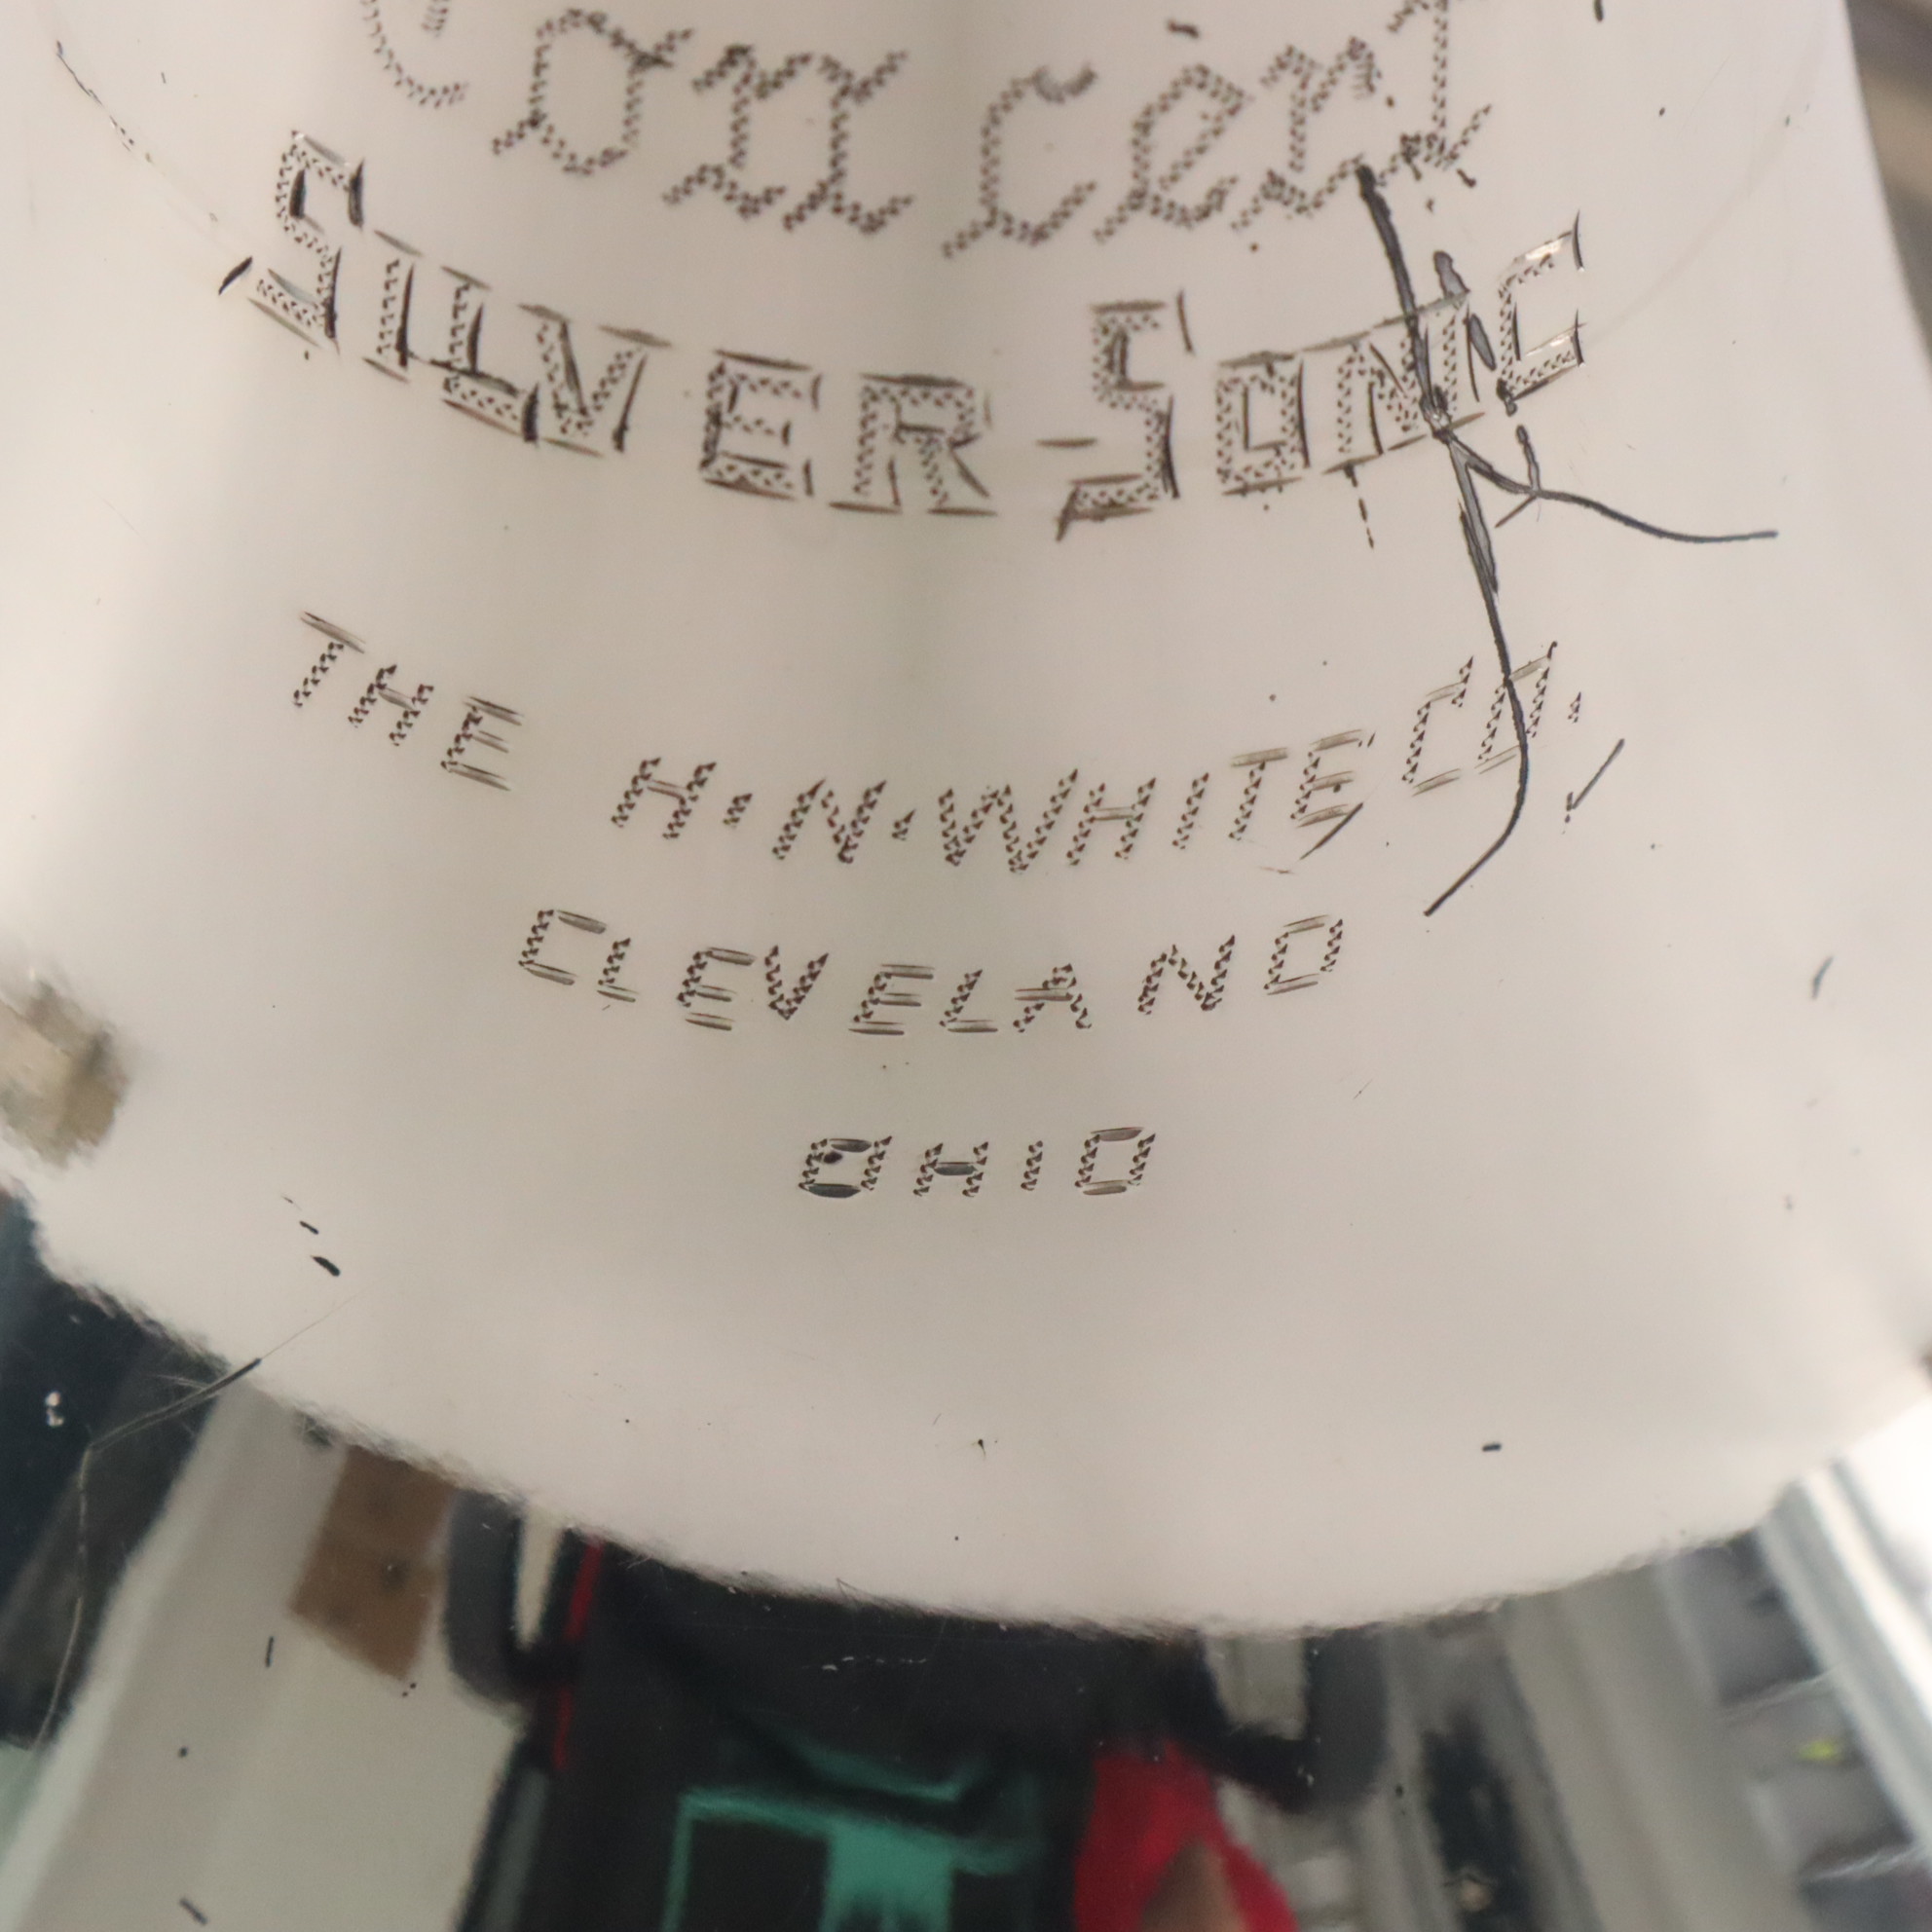 Concert
SILVER-SONIC
THE H·N·WHITE CO.
CLEVELAND
OHIO